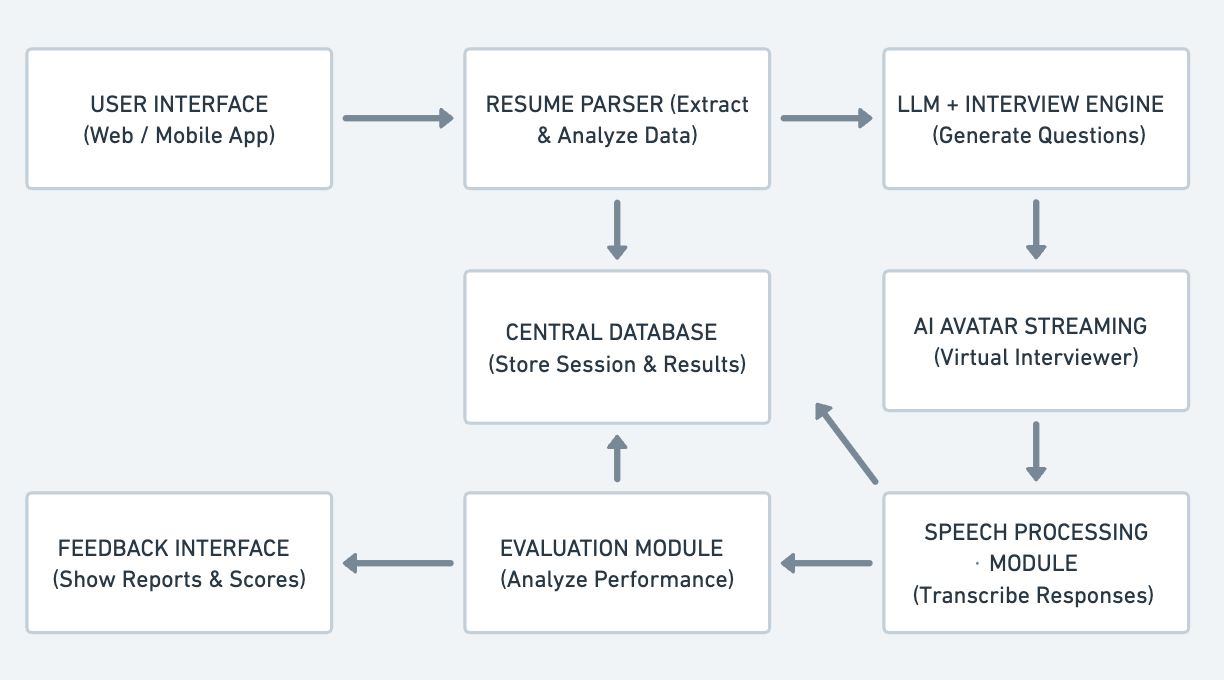 USER INTERFACE
(Web / Mobile App)
RESUME PARSER (Extract
& Analyze Data)
LLM + INTERVIEW ENGINE
(Generate Questions)
CENTRAL DATABASE
(Store Session & Results)
AI AVATAR STREAMING
(Virtual Interviewer)
FEEDBACK INTERFACE
(Show Reports & Scores)
EVALUATION MODULE
(Analyze Performance)
SPEECH PROCESSING
· MODULE
(Transcribe Responses)